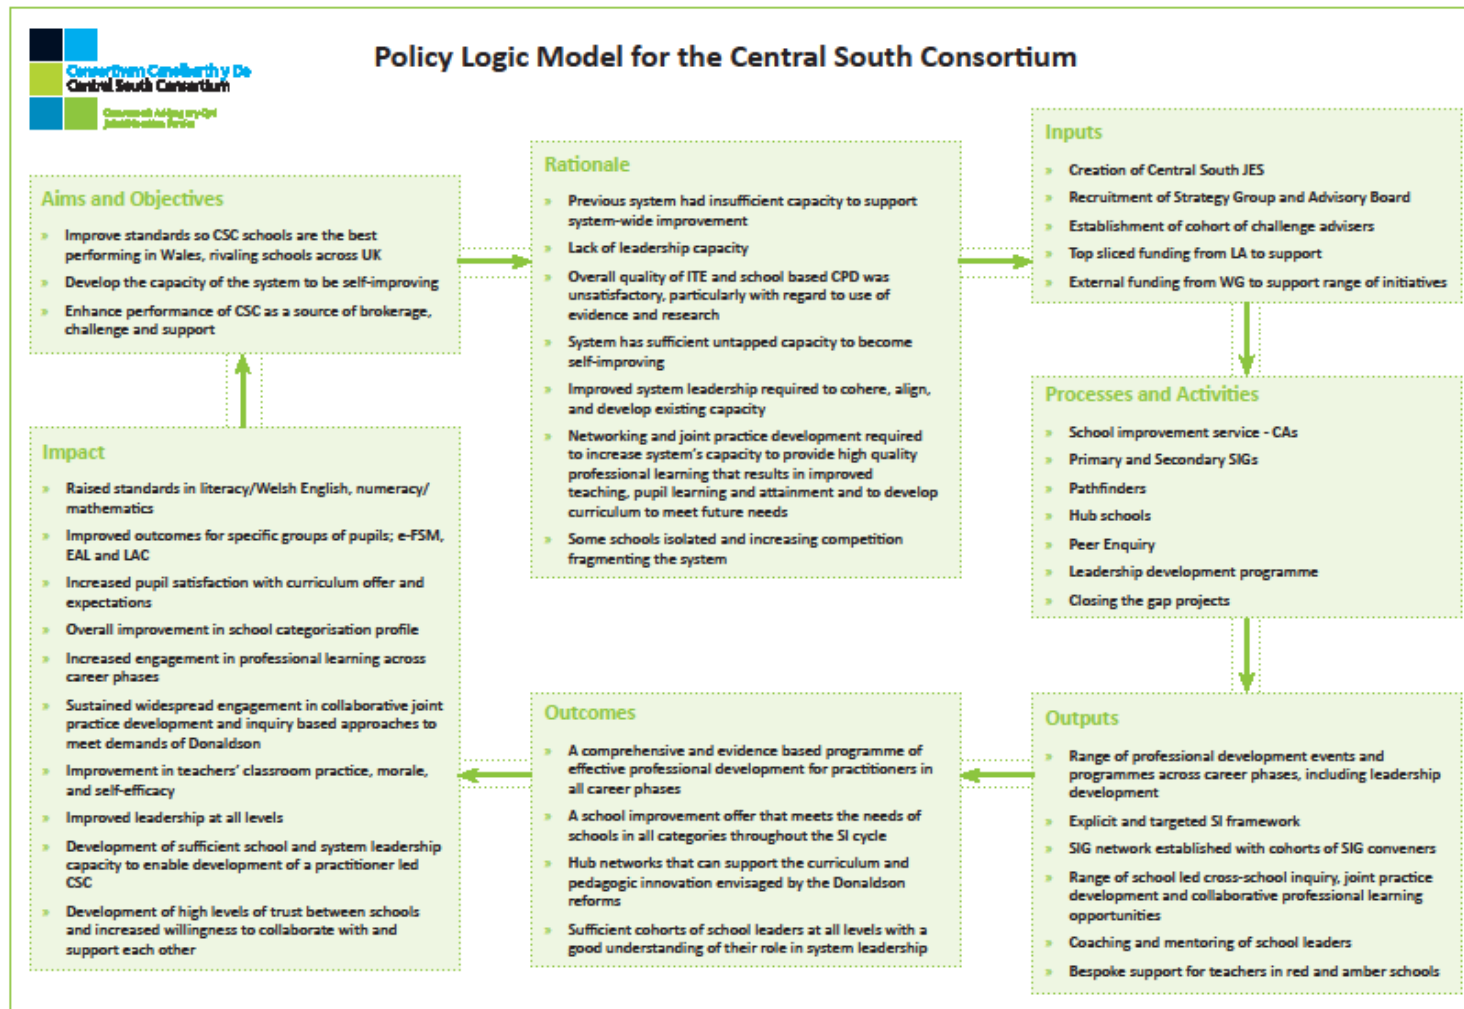 Policy Logic Model for the Central South Consortium
Consortiwm Canolbarth y De
Central South Consortium
Aims and Objectives
» Improve standards so CSC schools are the best
performing in Wales, rivaling schools across UK
» Develop the capacity of the system to be self-improving
» Enhance performance of CSC as a source of brokerage,
challenge and support
Rationale
» Previous system had insufficient capacity to support
system-wide improvement
» Lack of leadership capacity
» Overall quality of ITE and school based CPD was
unsatisfactory, particularly with regard to use of
evidence and research
» System has sufficient untapped capacity to become
self-improving
» Improved system leadership required to cohere, align,
and develop existing capacity
» Networking and joint practice development required
to increase system's capacity to provide high quality
professional learning that results in improved
teaching, pupil learning and attainment and to develop
curriculum to meet future needs
» Some schools isolated and increasing competition
fragmenting the system
Inputs
» Creation of Central South JES
» Recruitment of Strategy Group and Advisory Board
» Establishment of cohort of challenge advisers
» Top sliced funding from LA to support
» External funding from WG to support range of initiatives
Processes and Activities
» School improvement service - CAs
» Primary and Secondary SIGs
» Pathfinders
» Hub schools
» Peer Enquiry
» Leadership development programme
» Closing the gap projects
Outputs
» Range of professional development events and
programmes across career phases, including leadership
development
» Explicit and targeted SI framework
» SIG network established with cohorts of SIG conveners
» Range of school led cross-school inquiry, joint practice
development and collaborative professional learning
opportunities
» Coaching and mentoring of school leaders
» Bespoke support for teachers in red and amber schools
Outcomes
» A comprehensive and evidence based programme of
effective professional development for practitioners in
all career phases
» A school improvement offer that meets the needs of
schools in all categories throughout the SI cycle
» Hub networks that can support the curriculum and
pedagogic innovation envisaged by the Donaldson
reforms
» Sufficient cohorts of school leaders at all levels with a
good understanding of their role in system leadership
Impact
» Raised standards in literacy/Welsh English, numeracy/
mathematics
» Improved outcomes for specific groups of pupils; e-FSM,
EAL and LAC
» Increased pupil satisfaction with curriculum offer and
expectations
» Overall improvement in school categorisation profile
» Increased engagement in professional learning across
career phases
» Sustained widespread engagement in collaborative joint
practice development and inquiry based approaches to
meet demands of Donaldson
» Improvement in teachers' classroom practice, morale,
and self-efficacy
» Improved leadership at all levels
» Development of sufficient school and system leadership
capacity to enable development of a practitioner led
CSC
» Development of high levels of trust between schools
and increased willingness to collaborate with and
support each other